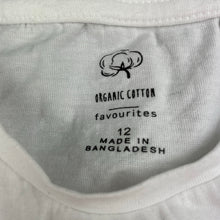 ORGANIC COTTON
favourites
12
MADE IN
BANGLADESH